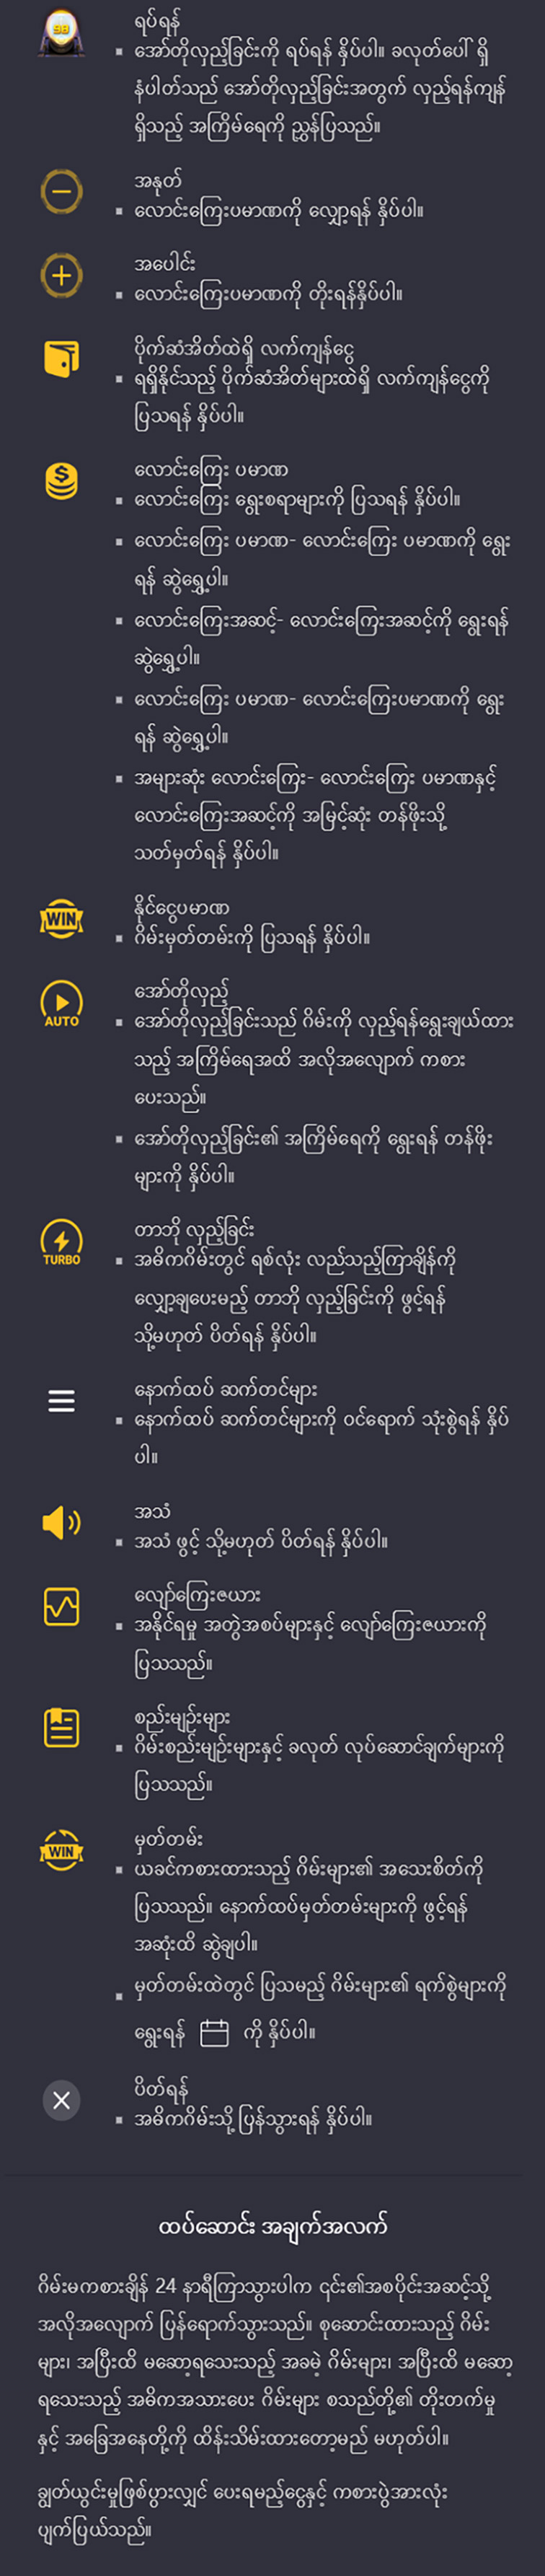 98
ရပ်ရန်
အော်တိုလှည့်ခြင်းကို ရပ်ရန် နှိပ်ပါ။ ခလုတ်ပေါ် ရှိ
နံပါတ်သည် အော်တိုလှည့်ခြင်းအတွက် လှည့်ရန်ကျန်
ရှိသည့် အကြိမ်ရေကို ညွှန်ပြသည်။
အနုတ်
လောင်းကြေးပမာဏကို လျှော့ရန် နှိပ်ပါ။
အပေါင်း
လောင်းကြေးပမာဏကို တိုးရန်နှိပ်ပါ။
ပိုက်ဆံအိတ်ထဲရှိ လက်ကျန်ငွေ
ရရှိနိုင်သည့် ပိုက်ဆံအိတ်များထဲရှိ လက်ကျန်ငွေကို
ပြသရန် နှိပ်ပါ။
လောင်းကြေး ပမာဏ
လောင်းကြေး ရွေးစရာများကို ပြသရန် နှိပ်ပါ။
လောင်းကြေး ပမာဏ- လောင်းကြေး ပမာဏကို ရွေး
ရန် ဆွဲရွှေ့ပါ။
လောင်းကြေးအဆင့်- လောင်းကြေးအဆင့်ကို ရွေးရန်
ဆွဲရွှေ့ပါ။
လောင်းကြေး ပမာဏ- လောင်းကြေးပမာဏကို ရွေး
ရန် ဆွဲရွှေ့ပါ။
အများဆုံး လောင်းကြေး- လောင်းကြေး ပမာဏနှင့်
လောင်းကြေးအဆင့်ကို အမြင့်ဆုံး တန်ဖိုးသို့
သတ်မှတ်ရန် နှိပ်ပါ။
WIN
နိုင်ငွေပမာဏ
ဂိမ်းမှတ်တမ်းကို ပြသရန် နှိပ်ပါ။
AUTO
အော်တိုလှည့်
အော်တိုလှည့်ခြင်းသည် ဂိမ်းကို လှည့်ရန်ရွေးချယ်ထား
သည့် အကြိမ်ရေအထိ အလိုအလျောက် ကစား
ပေးသည်။
အော်တိုလှည့်ခြင်း၏ အကြိမ်ရေကို ရွေးရန် တန်ဖိုး
များကို နှိပ်ပါ။
TURBO
တာဘို လှည့်ခြင်း
အဓိကဂိမ်းတွင် ရစ်လုံး လည်သည့်ကြာချိန်ကို
လျှော့ချပေးမည့် တာဘို လှည့်ခြင်းကို ဖွင့်ရန်
သို့မဟုတ် ပိတ်ရန် နှိပ်ပါ။
နောက်ထပ် ဆက်တင်များ
နောက်ထပ် ဆက်တင်များကို ဝင်ရောက် သုံးစွဲရန် နှိပ်
ပါ။
အသံ
အသံ ဖွင့် သို့မဟုတ် ပိတ်ရန် နှိပ်ပါ။
လျော်ကြေးဇယား
အနိုင်ရမှု အတွဲအစပ်များနှင့် လျော်ကြေးဇယားကို
ပြသသည်။
စည်းမျဉ်းများ
ဂိမ်းစည်းမျဉ်းများနှင့် ခလုတ် လုပ်ဆောင်ချက်များကို
ပြသသည်။
WIN
မှတ်တမ်း
ယခင်ကစားထားသည့် ဂိမ်းများ၏ အသေးစိတ်ကို
ပြသသည်။ နောက်ထပ်မှတ်တမ်းများကို ဖွင့်ရန်
အဆုံးထိ ဆွဲချပါ။
မှတ်တမ်းထဲတွင် ပြသမည့် ဂိမ်းများ၏ ရက်စွဲများကို
ရွေးရန် ကို နှိပ်ပါ။
ပိတ်ရန်
အဓိကဂိမ်းသို့ ပြန်သွားရန် နှိပ်ပါ။
ထပ်ဆောင်း အချက်အလက်
ဂိမ်းမကစားချိန် 24 နာရီကြာသွားပါက ၎င်း၏အစပိုင်းအဆင့်သို့
အလိုအလျောက် ပြန်ရောက်သွားသည်။ စုဆောင်းထားသည့် ဂိမ်း
များ၊ အပြီးထိ မဆော့ရသေးသည့် အခမဲ့ ဂိမ်းများ၊ အပြီးထိ မဆော့
ရသေးသည့် အဓိကအသားပေး ဂိမ်းများ စသည်တို့၏ တိုးတက်မှု
နှင့် အခြေအနေတို့ကို ထိန်းသိမ်းထားတော့မည် မဟုတ်ပါ။
ချွတ်ယွင်းမှုဖြစ်ပွားလျှင် ပေးရမည့်ငွေနှင့် ကစားပွဲအားလုံး
ပျက်ပြယ်သည်။